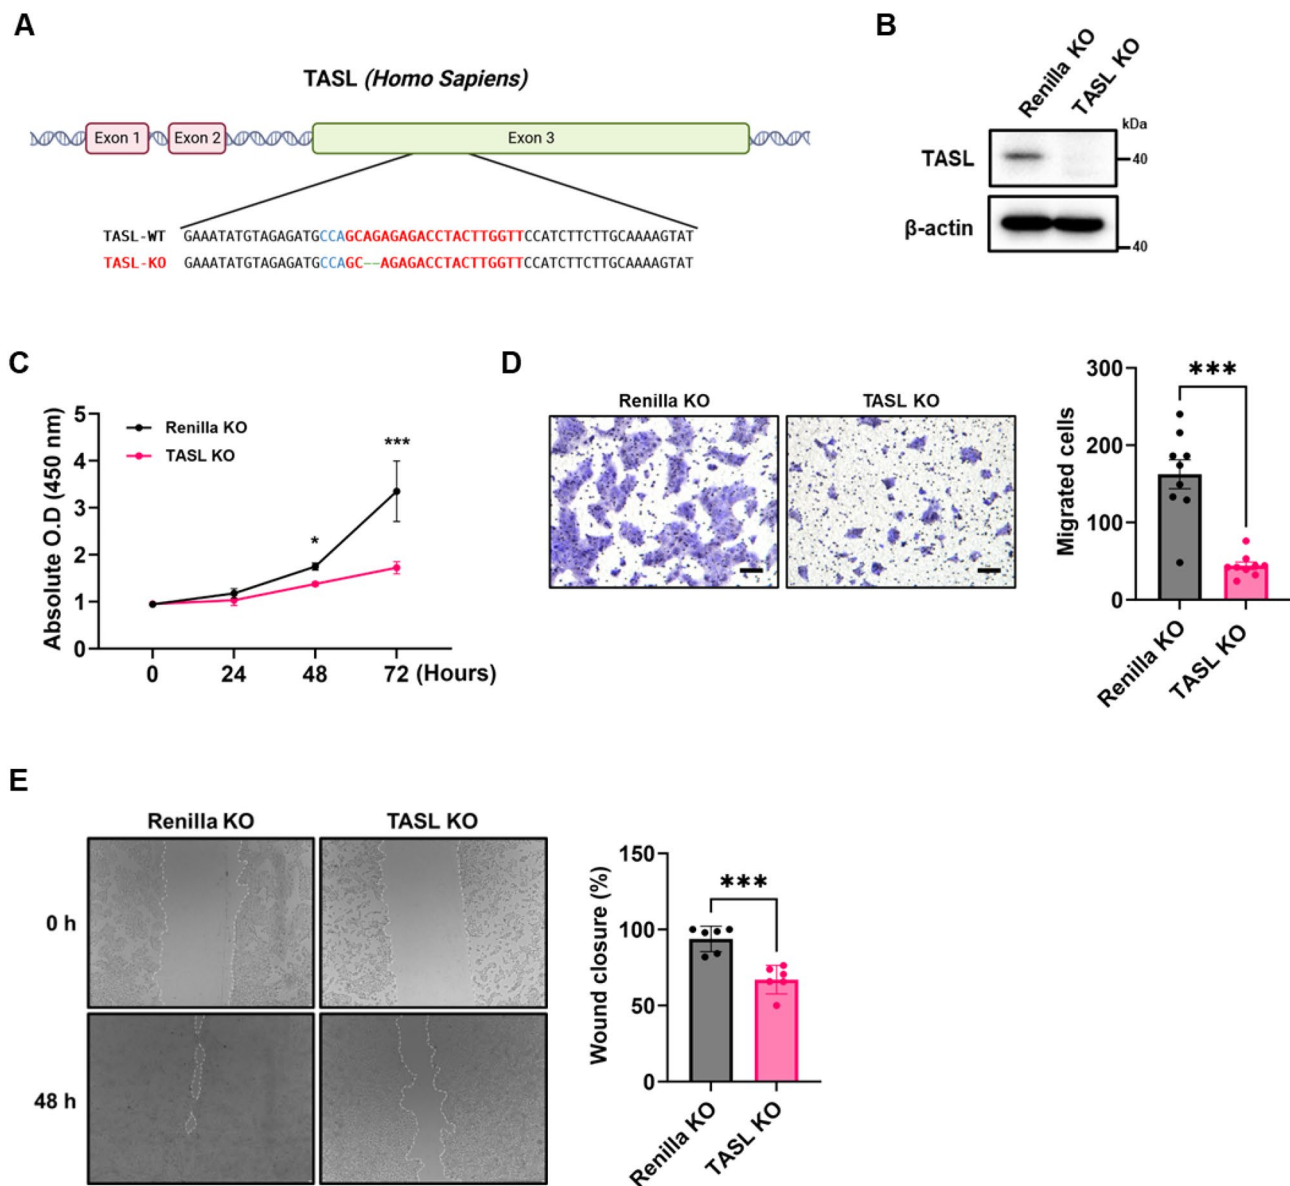 A
TASL (Homo Sapiens)
Exon 1
Exon 2
Exon 3
TASL-WT GAAATATGTAGAGATGCCAGCAGAGAGACCTACTTGGTTCCATCTTCTTGCAAAAGTAT
TASL-KO GAAATATGTAGAGATGCCAGC--AGAGACCTACTTGGTTCCATCTTCTTGCAAAAGTAT
B
Renilla KO
TASL KO
kDa
TASL
40
β-actin
40
C
Absolute O.D (450 nm)
5
4
3
2
1
0
Renilla KO
TASL KO
*
***
0 24 48 72 (Hours)
D
Renilla KO TASL KO
Migrated cells
300
200
100
0
***
Renilla KO
TASL KO
E
Renilla KO TASL KO
0 h
48 h
Wound closure (%)
150
100
50
0
***
Renilla KO
TASL KO